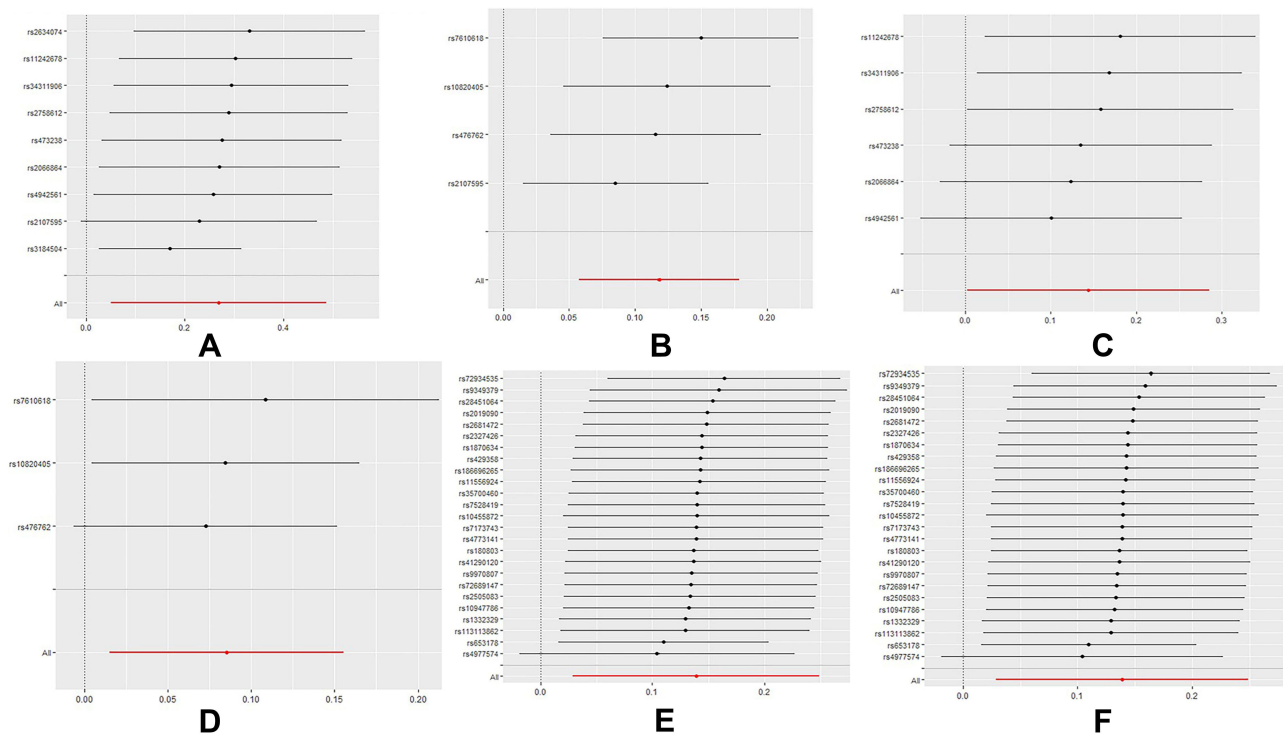 rs2634074
rs11242678
rs34311906
rs2758612
rs473238
rs2066864
rs4942561
rs2107595
rs3184504
All
0.0 0.2 0.4
A
rs7610618
rs10820405
rs476762
rs2107595
All
0.00 0.05 0.10 0.15 0.20
B
rs11242678
rs34311906
rs2758612
rs473238
rs2066864
rs4942561
All
0.0 0.1 0.2 0.3
C
rs7610618
rs10820405
rs476762
All
0.00 0.05 0.10 0.15 0.20
D
rs72934535
rs9349379
rs28451064
rs2019090
rs2681472
rs2327426
rs1870634
rs429358
rs186696265
rs11556924
rs35700460
rs7528419
rs10455872
rs7173743
rs4773141
rs180803
rs41290120
rs9970807
rs72689147
rs2505083
rs10947786
rs1332329
rs113113862
rs653178
rs4977574
All
0.0 0.1 0.2
E
rs72934535
rs9349379
rs28451064
rs2019090
rs2681472
rs2327426
rs1870634
rs429358
rs186696265
rs11556924
rs35700460
rs7528419
rs10455872
rs7173743
rs4773141
rs180803
rs41290120
rs9970807
rs72689147
rs2505083
rs10947786
rs1332329
rs113113862
rs653178
rs4977574
All
0.0 0.1 0.2
F